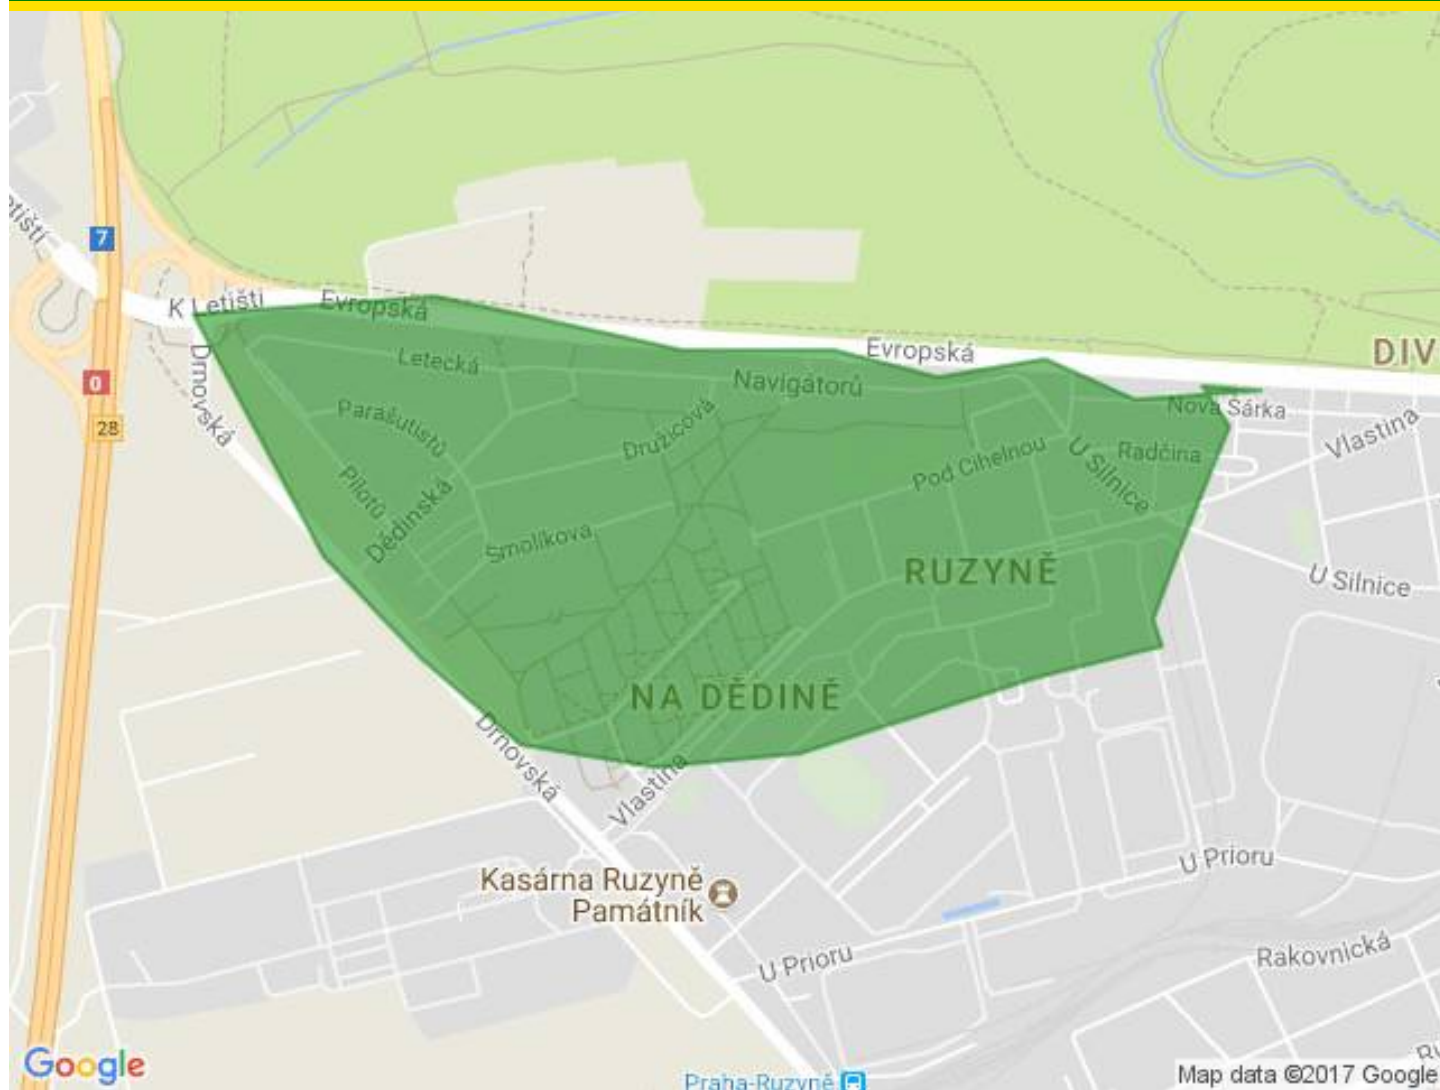 7
K Letišti
Evropská
Evropská
DIV
Letecká
Navigátorů
0
Drnovská
28
Parašutistů
Družicová
Nová Šárka
Vlastina
Pod Cihelnou
U Silnice
Radčina
Pilotů
Dědinská
Smolíkova
RUZYNĚ
U Silnice
NA DĚDINĚ
Drnovská
Vlastina
U Prioru
Kasárna Ruzyně
Památník
U Prioru
Rakovnická
Google
Praha-Ruzyně
Map data ©2017 Google